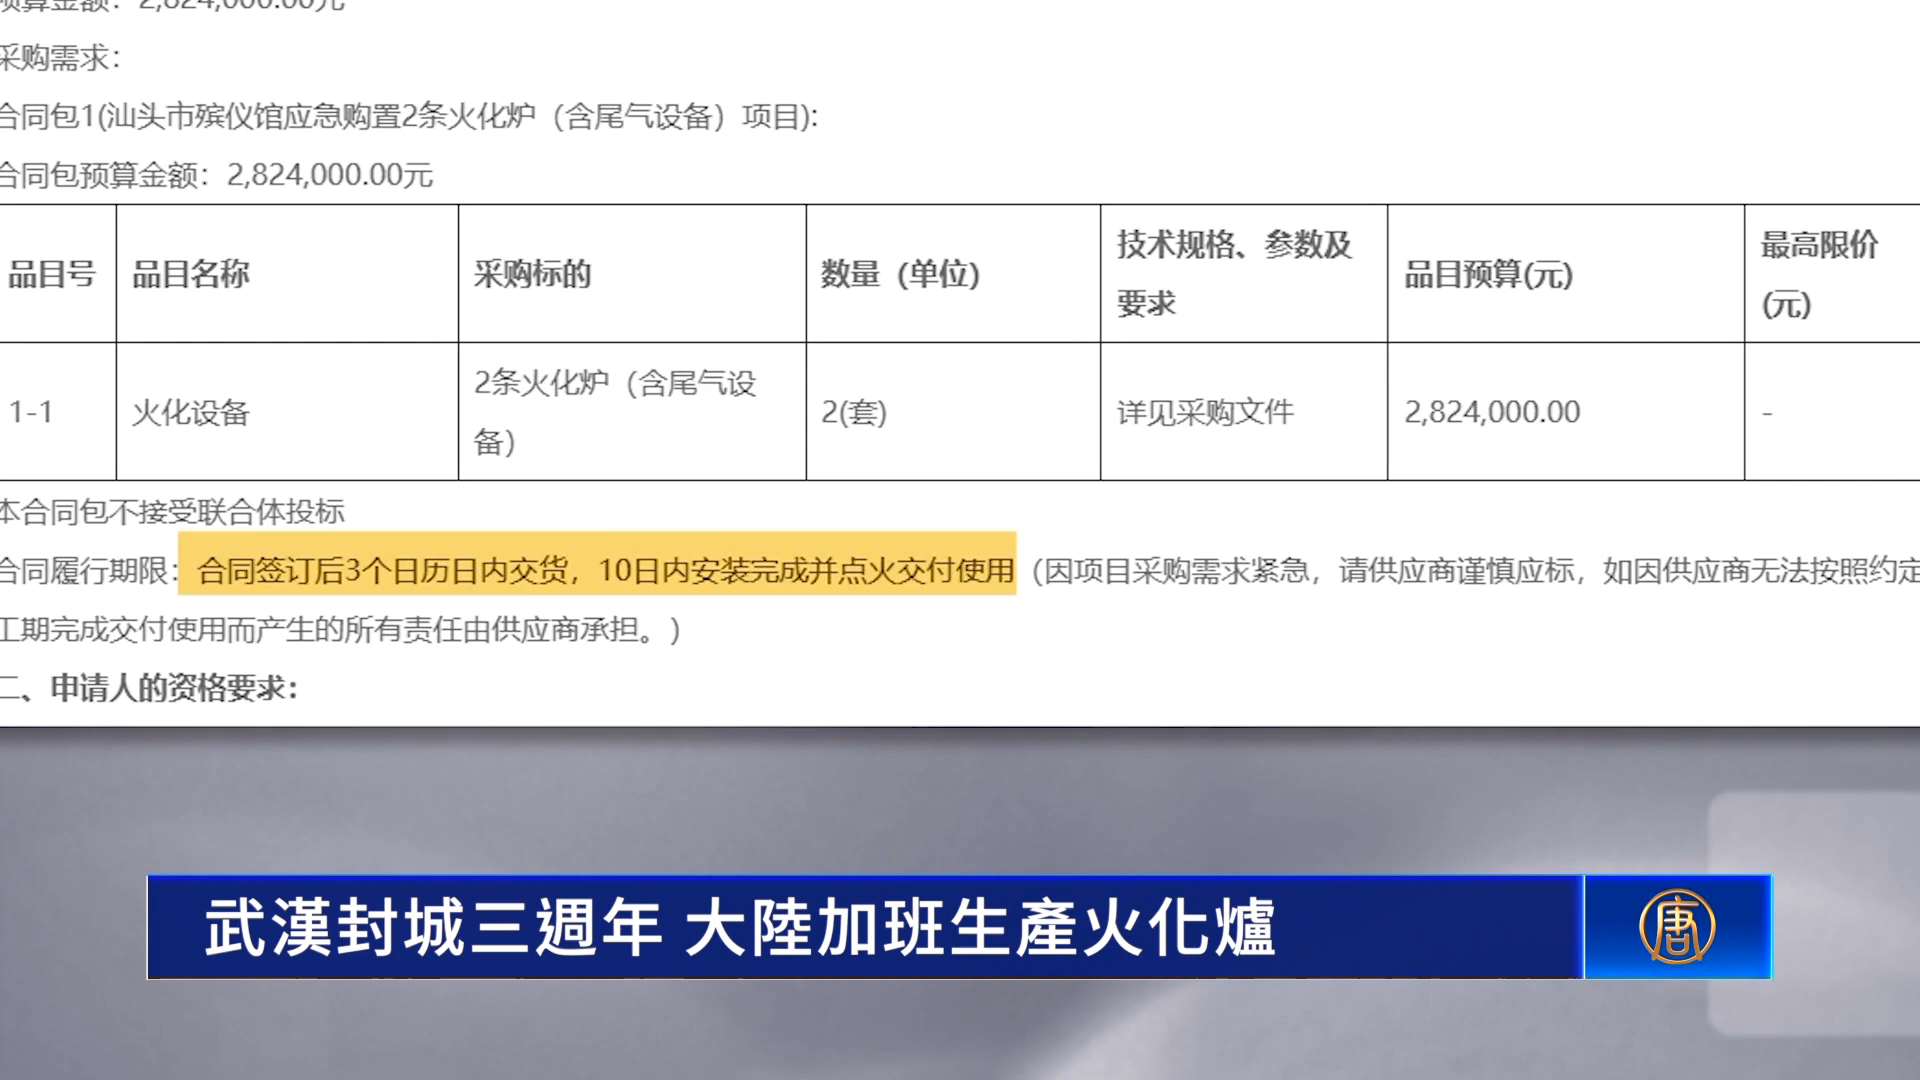 预算金额：2,824,000.00元
采购需求：
合同包1(汕头市殡仪馆应急购置2条火化炉（含尾气设备）项目):
合同包预算金额：2,824,000.00元
品目号 品目名称 采购标的 数量（单位） 技术规格、参数及要求 品目预算(元) 最高限价(元)
1-1 火化设备 2条火化炉（含尾气设备） 2(套) 详见采购文件 2,824,000.00 -
本合同包不接受联合体投标
合同履行期限：合同签订后3个日历日内交货，10日内安装完成并点火交付使用（因项目采购需求紧急，请供应商谨慎应标，如因供应商无法按照约定
工期完成交付使用而产生的所有责任由供应商承担。）
二、申请人的资格要求：
武漢封城三週年 大陸加班生產火化爐
唐